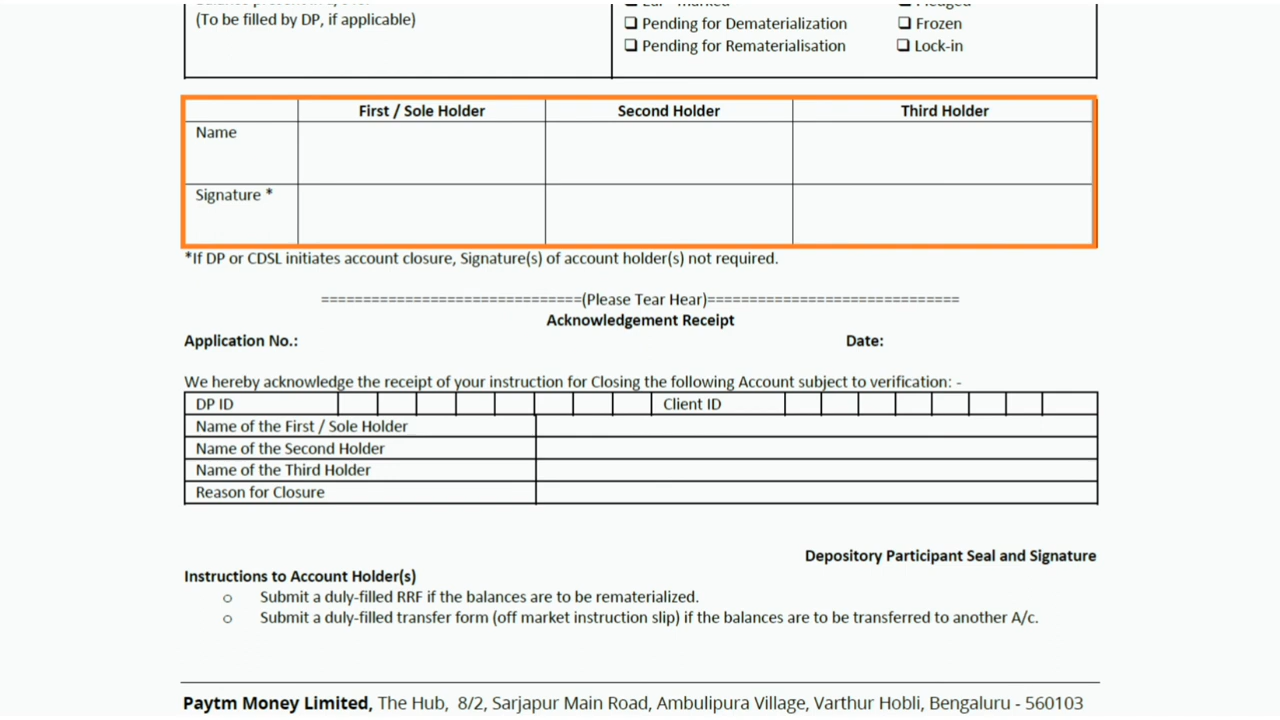 (To be filled by DP, if applicable)
❑ Pending for Dematerialization ❑ Frozen
❑ Pending for Rematerialisation ❑ Lock-in
First / Sole Holder Second Holder Third Holder
Name
Signature *
*If DP or CDSL initiates account closure, Signature(s) of account holder(s) not required.
===============================(Please Tear Hear)==============================
Acknowledgement Receipt
Application No.: Date:
We hereby acknowledge the receipt of your instruction for Closing the following Account subject to verification: -
DP ID Client ID
Name of the First / Sole Holder
Name of the Second Holder
Name of the Third Holder
Reason for Closure
Depository Participant Seal and Signature
Instructions to Account Holder(s)
o Submit a duly-filled RRF if the balances are to be rematerialized.
o Submit a duly-filled transfer form (off market instruction slip) if the balances are to be transferred to another A/c.
Paytm Money Limited, The Hub, 8/2, Sarjapur Main Road, Ambulipura Village, Varthur Hobli, Bengaluru - 560103